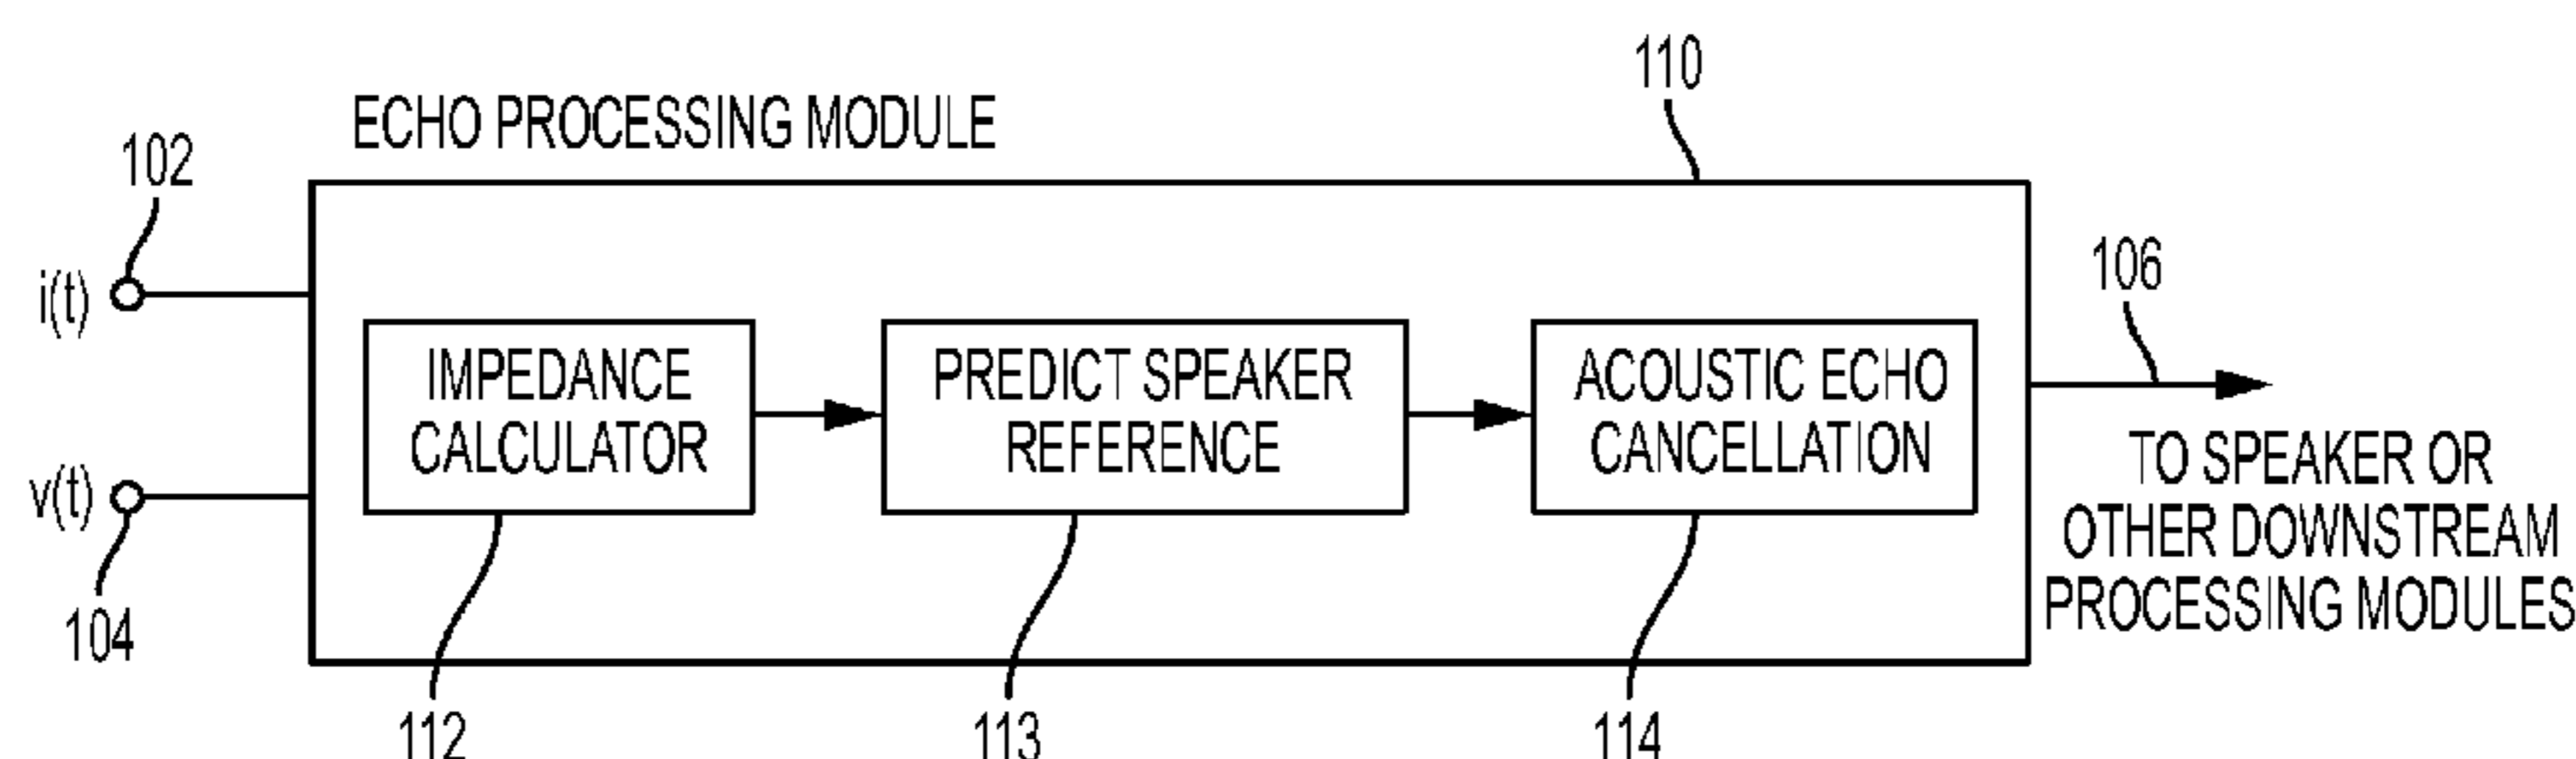 110
ECHO PROCESSING MODULE
102
106
i(t)
IMPEDANCE
CALCULATOR
PREDICT SPEAKER
REFERENCE
ACOUSTIC ECHO
CANCELLATION
v(t)
TO SPEAKER OR
OTHER DOWNSTREAM
PROCESSING MODULES
104
112
113
114